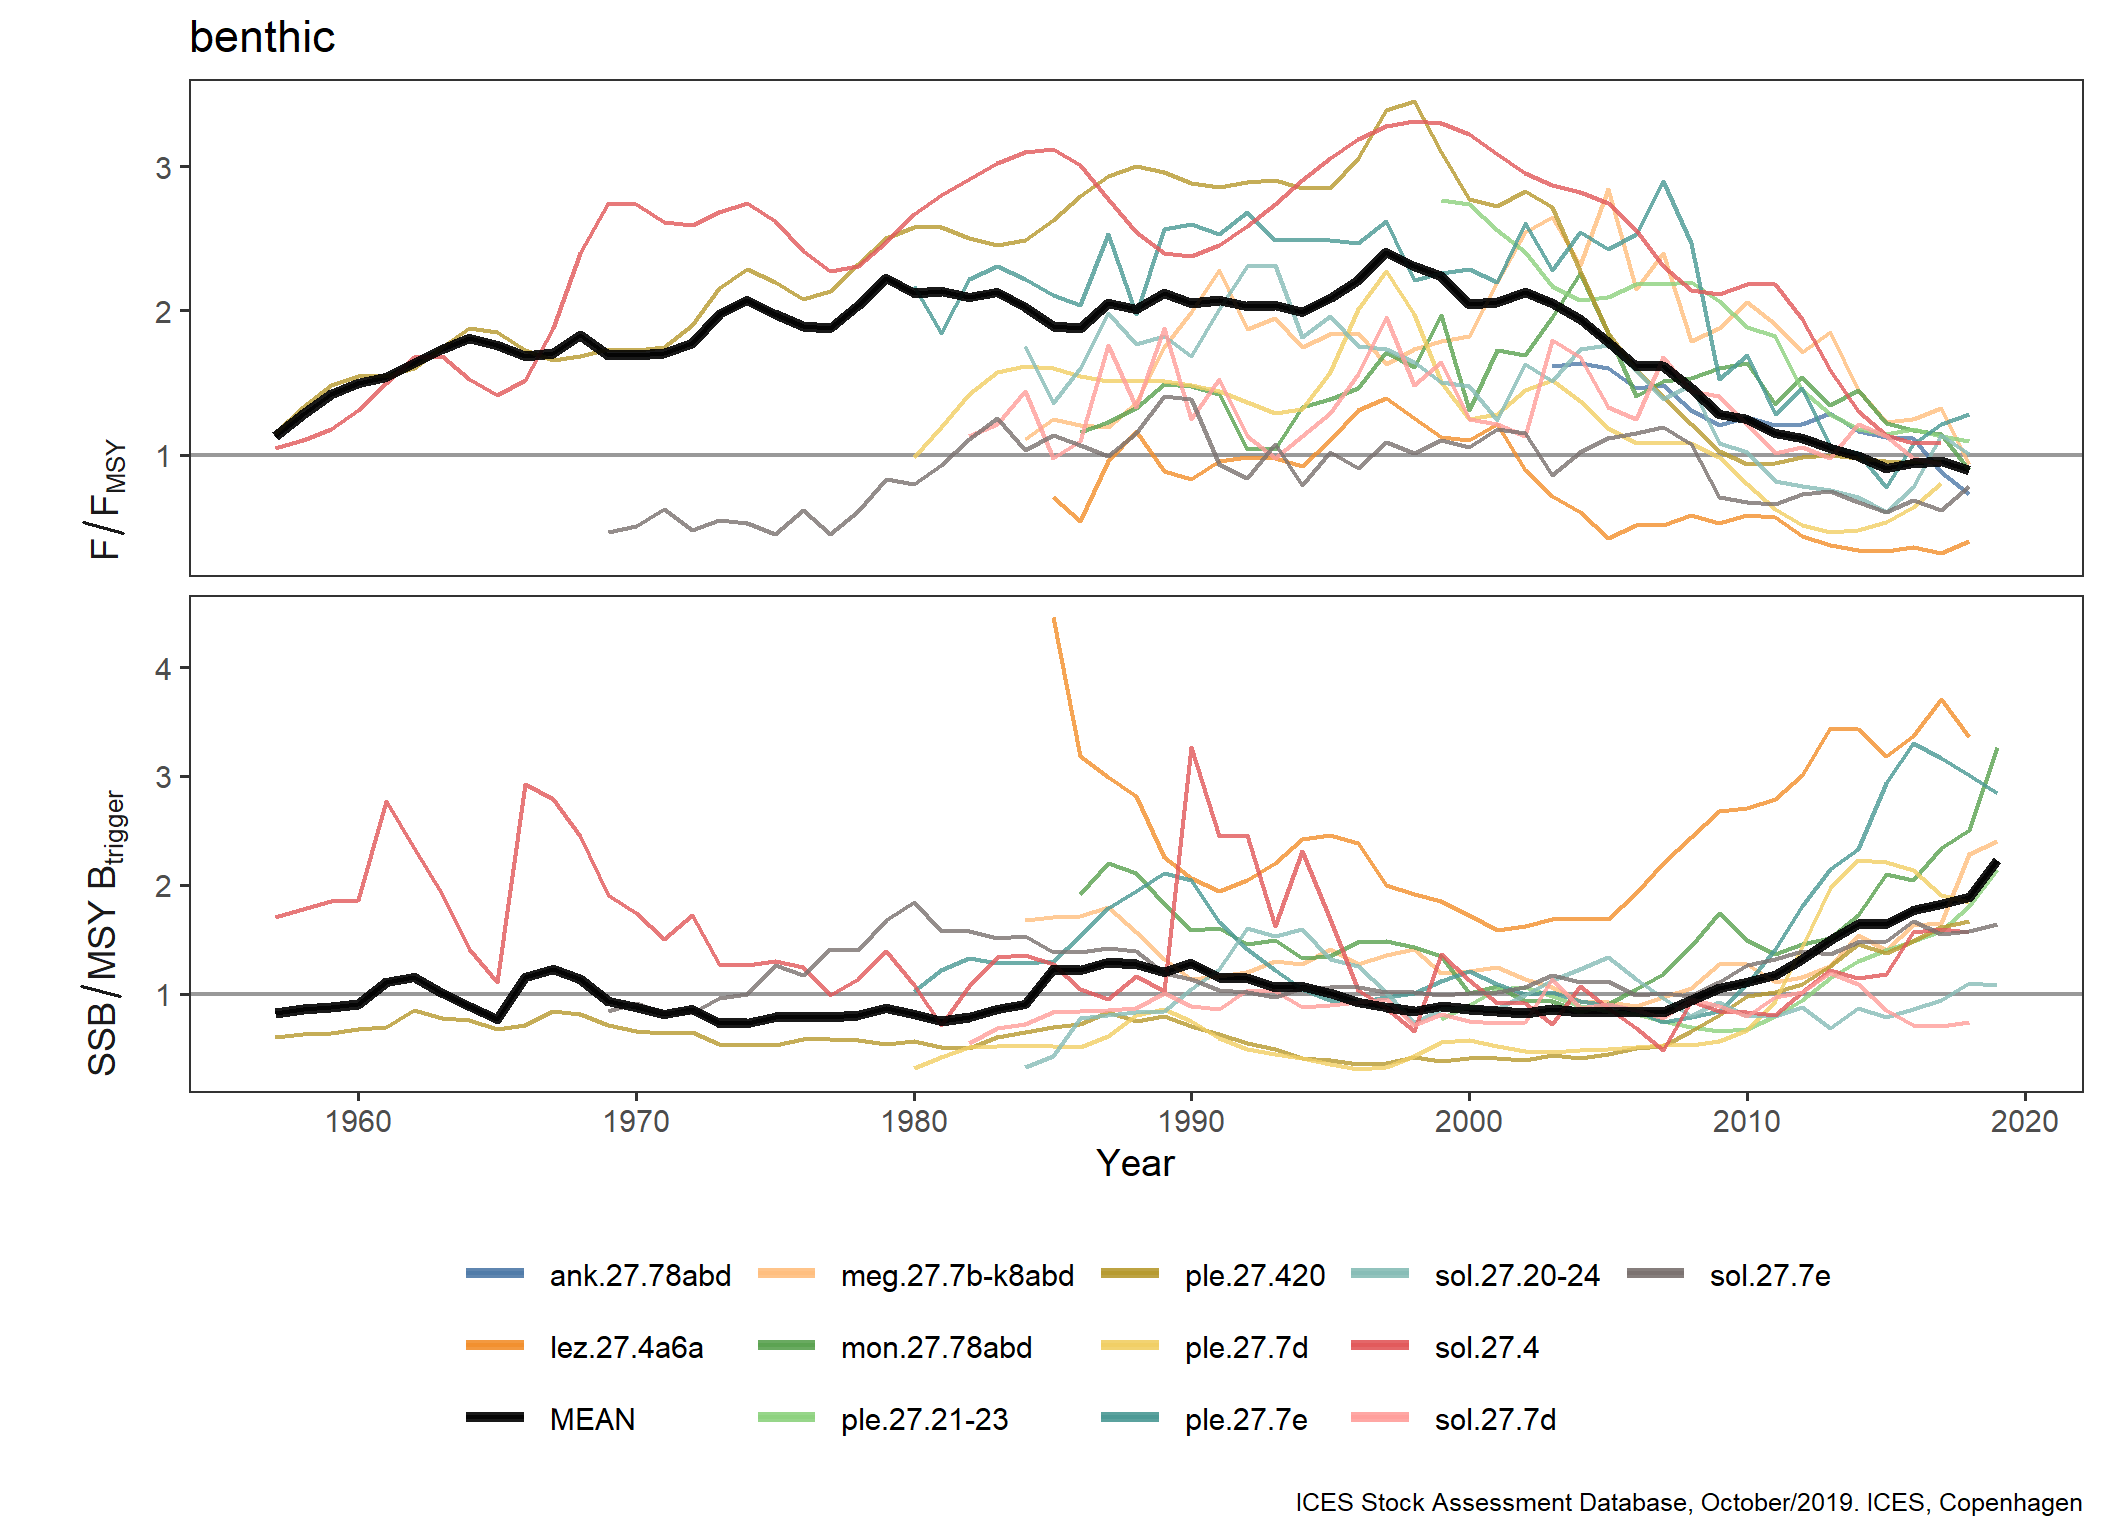 benthic
3
2
1
F / FMSY
4
3
2
1
SSB / MSY Btrigger
1960 1970 1980 1990 2000 2010 2020
Year
ank.27.78abd meg.27.7b-k8abd ple.27.420 sol.27.20-24 sol.27.7e
lez.27.4a6a mon.27.78abd ple.27.7d sol.27.4
MEAN ple.27.21-23 ple.27.7e sol.27.7d
ICES Stock Assessment Database, October/2019. ICES, Copenhagen